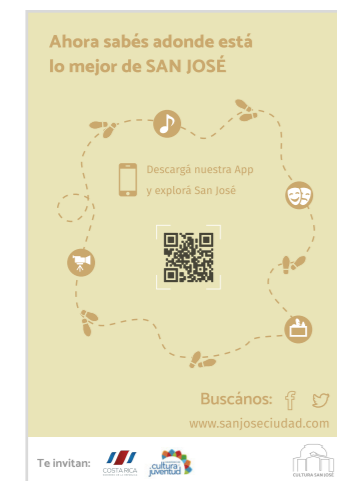 Ahora sabés adonde está
lo mejor de SAN JOSÉ
Descargá nuestra App
y explorá San José
Buscános:
www.sanjoseciudad.com
Te invitan:
COSTA RICA
cultura
juventud
CULTURA SAN JOSÉ